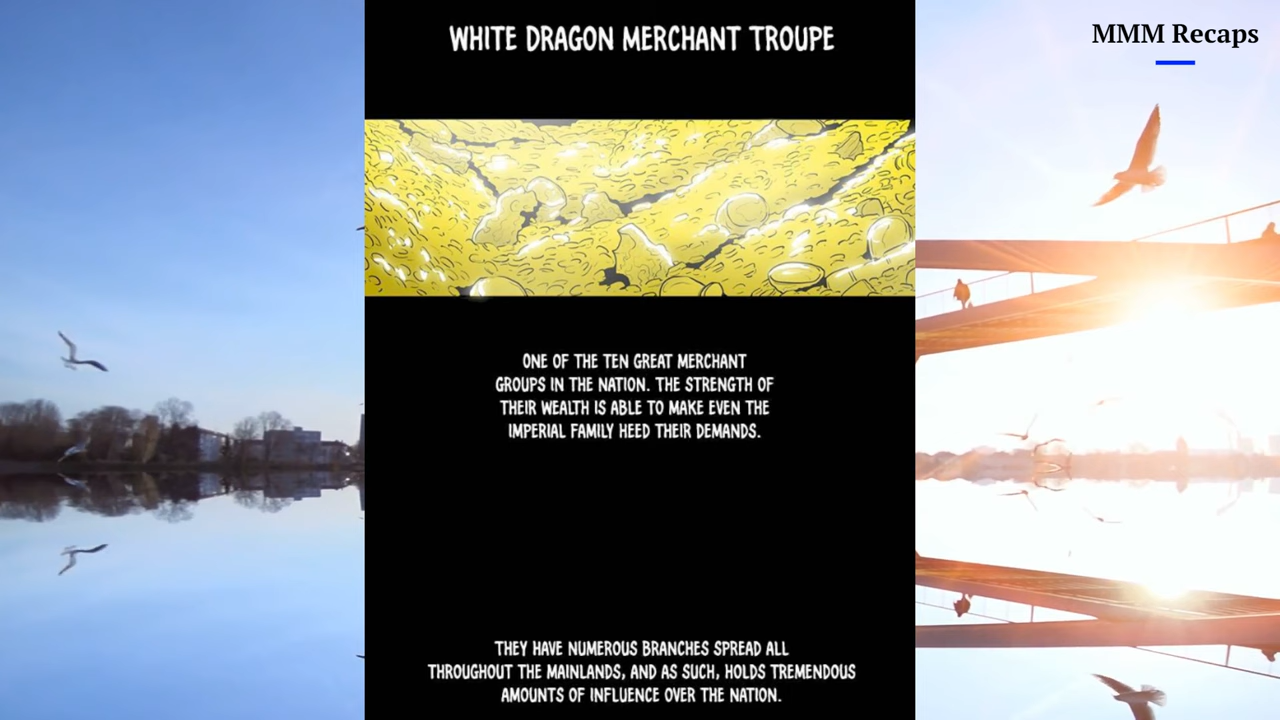 WHITE DRAGON MERCHANT TROUPE
MMM Recaps
ONE OF THE TEN GREAT MERCHANT
GROUPS IN THE NATION. THE STRENGTH OF
THEIR WEALTH IS ABLE TO MAKE EVEN THE
IMPERIAL FAMILY HEED THEIR DEMANDS.
THEY HAVE NUMEROUS BRANCHES SPREAD ALL
THROUGHOUT THE MAINLANDS, AND AS SUCH, HOLDS TREMENDOUS
AMOUNTS OF INFLUENCE OVER THE NATION.